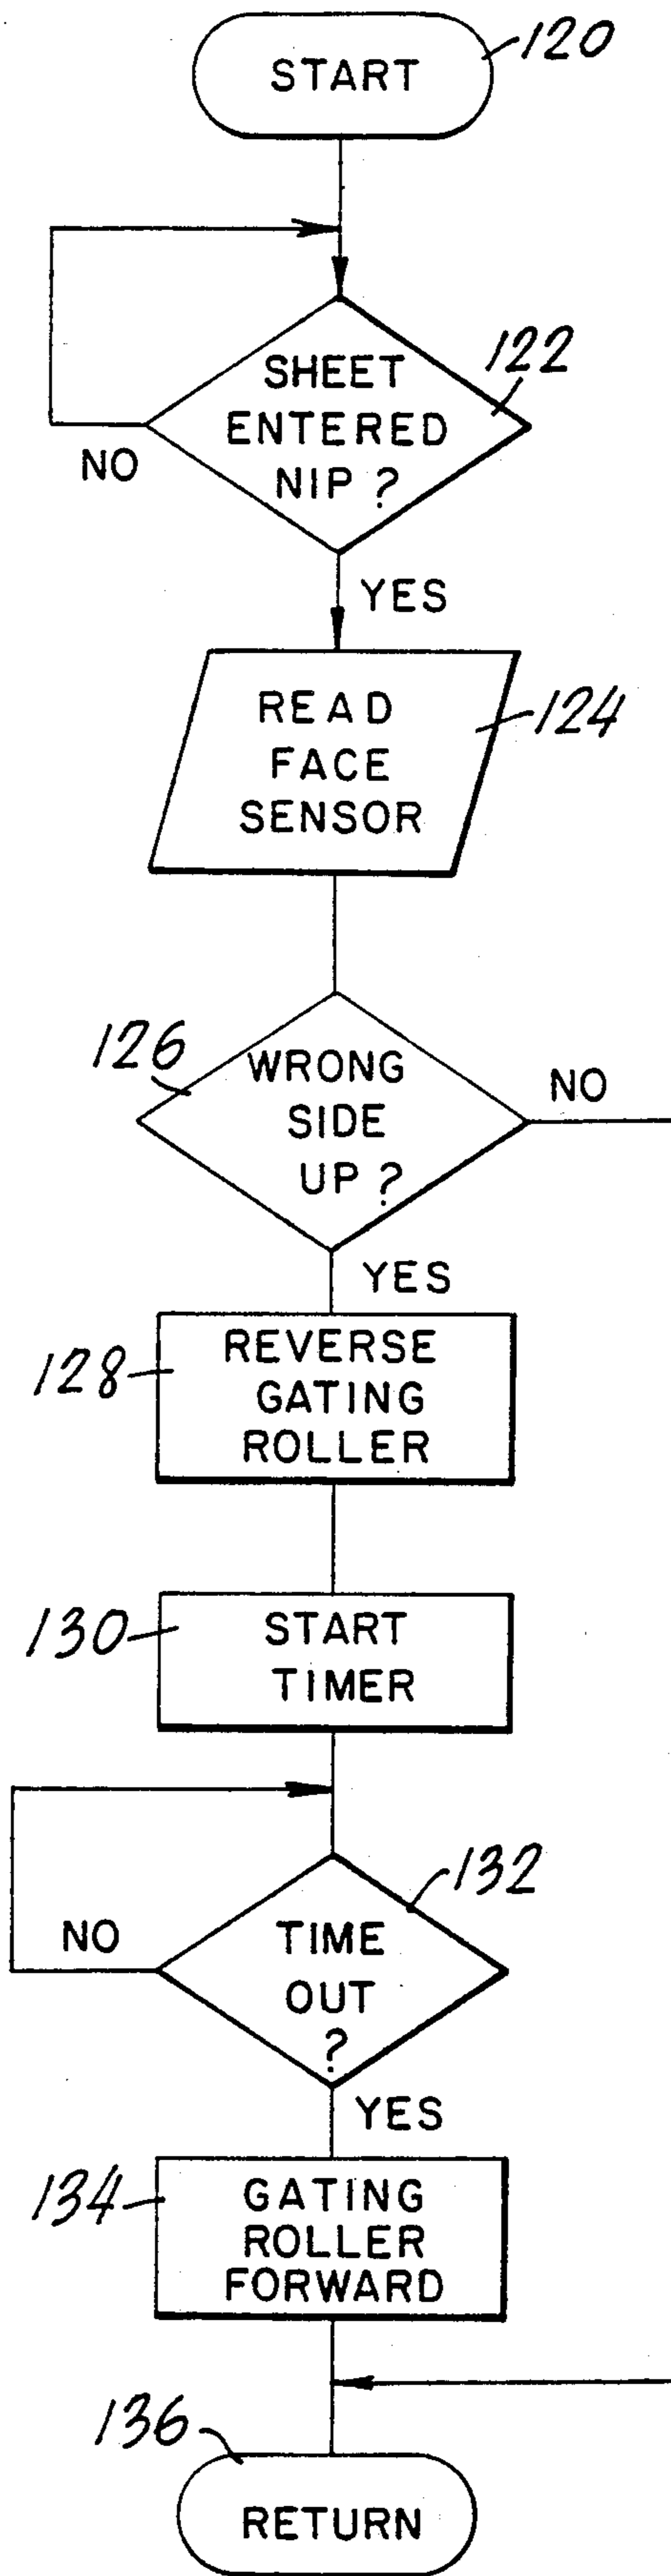 START
120
SHEET
ENTERED
NIP ?
122
NO
YES
READ
FACE
SENSOR
124
126
WRONG
SIDE
UP ?
NO
YES
128
REVERSE
GATING
ROLLER
130
START
TIMER
132
NO
TIME
OUT
?
YES
134
GATING
ROLLER
FORWARD
136
RETURN